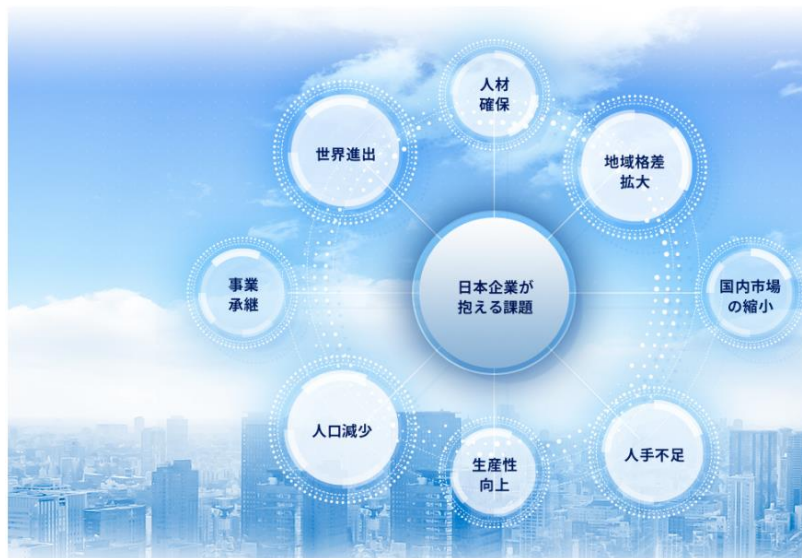 人材
確保
世界進出
地域格差
拡大
事業
承継
日本企業が
抱える課題
国内市場
の縮小
人口減少
生産性
向上
人手不足